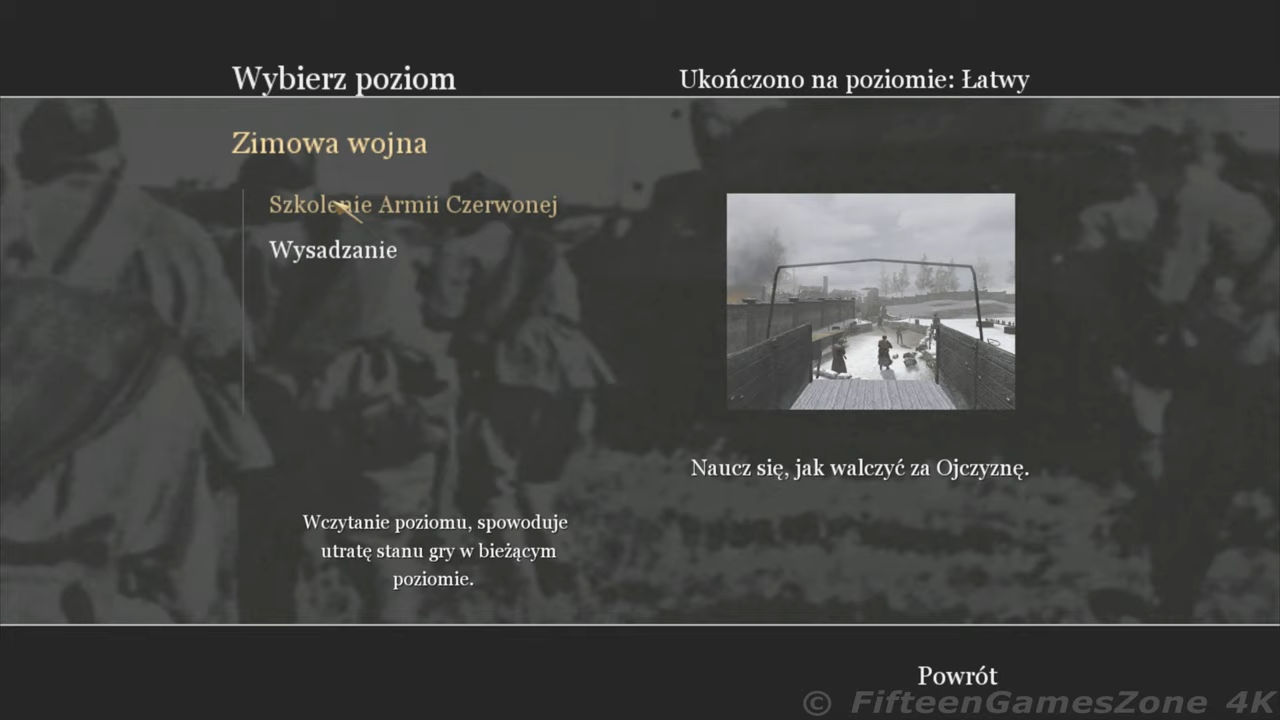 Wybierz poziom
Ukończono na poziomie: Łatwy
Zimowa wojna
Szkolenie Armii Czerwonej
Wysadzanie
Naucz się, jak walczyć za Ojczyznę.
Wczytanie poziomu, spowoduje
utratę stanu gry w bieżącym
poziomie.
Powrót
© FifteenGamesZone 4K